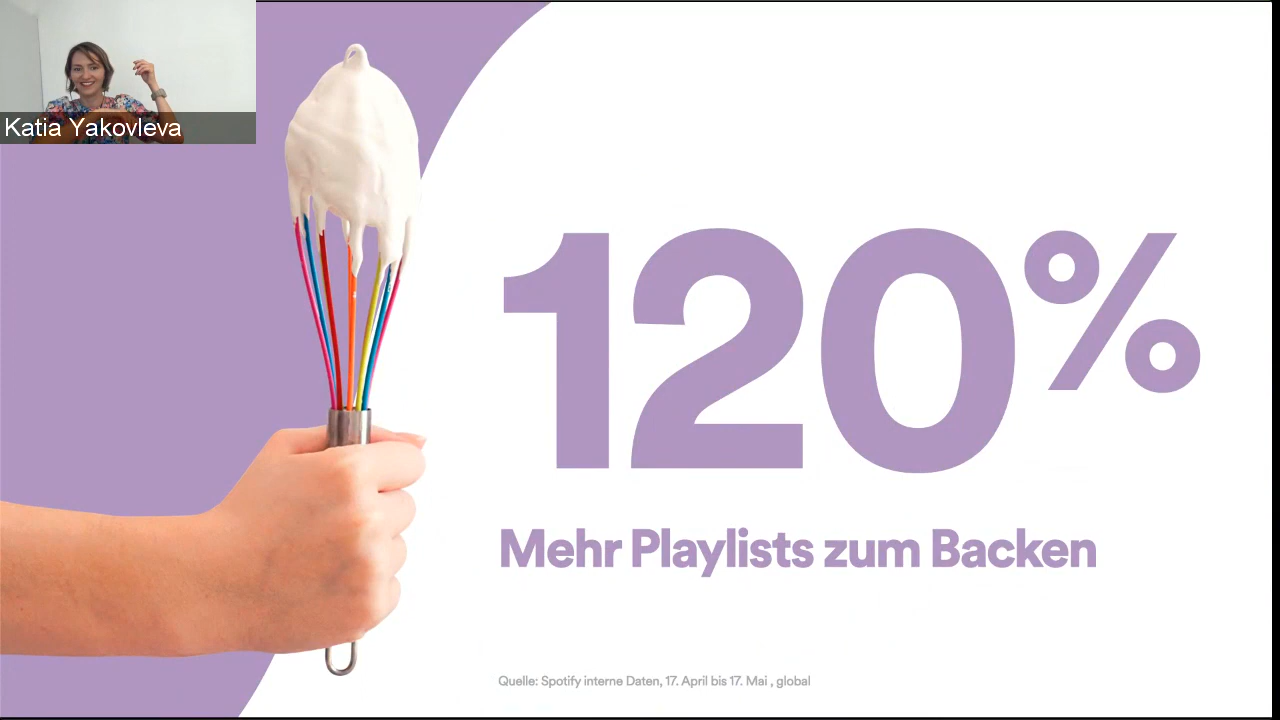 Katia Yakovleva
120%
Mehr Playlists zum Backen
Quelle: Spotify interne Daten, 17. April bis 17. Mai , global